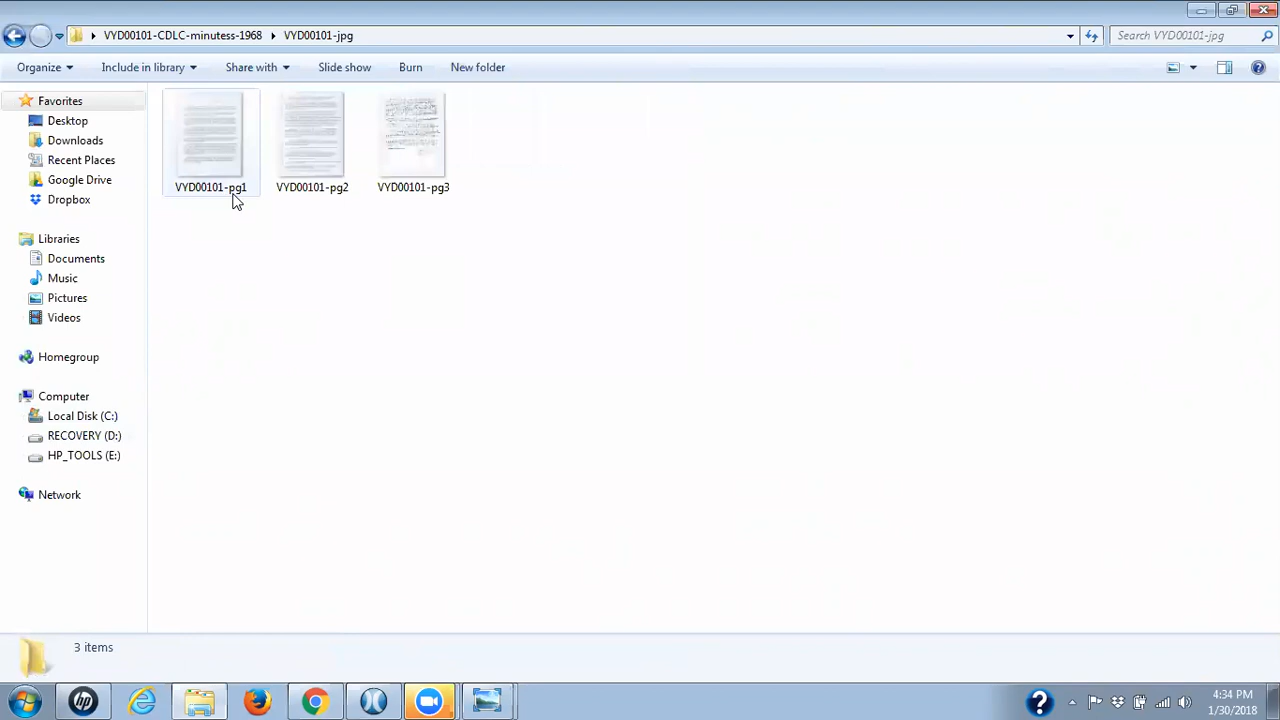 VYD00101-CDLC-minutess-1968 VYD00101-jpg Search VYD00101-jpg
Organize Include in library Share with Slide show Burn New folder
Favorites
Desktop
Downloads
Recent Places
Google Drive
Dropbox
Libraries
Documents
Music
Pictures
Videos
Homegroup
Computer
Local Disk (C:)
RECOVERY (D:)
HP_TOOLS (E:)
Network
VYD00101-pg1 VYD00101-pg2 VYD00101-pg3
3 items
hp
4:34 PM
1/30/2018